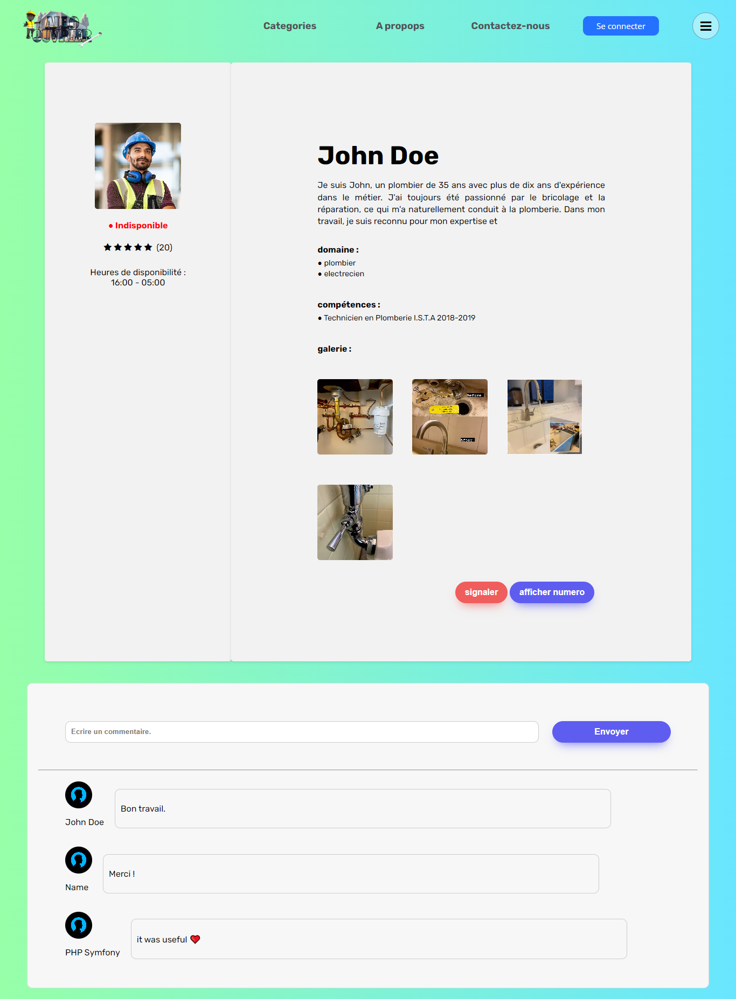 ALLO
OUVRIER
Categories
A propops
Contactez-nous
Se connecter
● Indisponible
(20)
Heures de disponibilité :
16:00 - 05:00
John Doe
Je suis John, un plombier de 35 ans avec plus de dix ans d'expérience
dans le métier. J'ai toujours été passionné par le bricolage et la
réparation, ce qui m'a naturellement conduit à la plomberie. Dans mon
travail, je suis reconnu pour mon expertise et
domaine :
● plombier
● electrecien
compétences :
● Technicien en Plomberie I.S.T.A 2018-2019
galerie :
Before
After
signaler
afficher numero
Ecrire un commentaire.
Envoyer
John Doe
Bon travail.
Name
Merci !
PHP Symfony
it was useful ❤